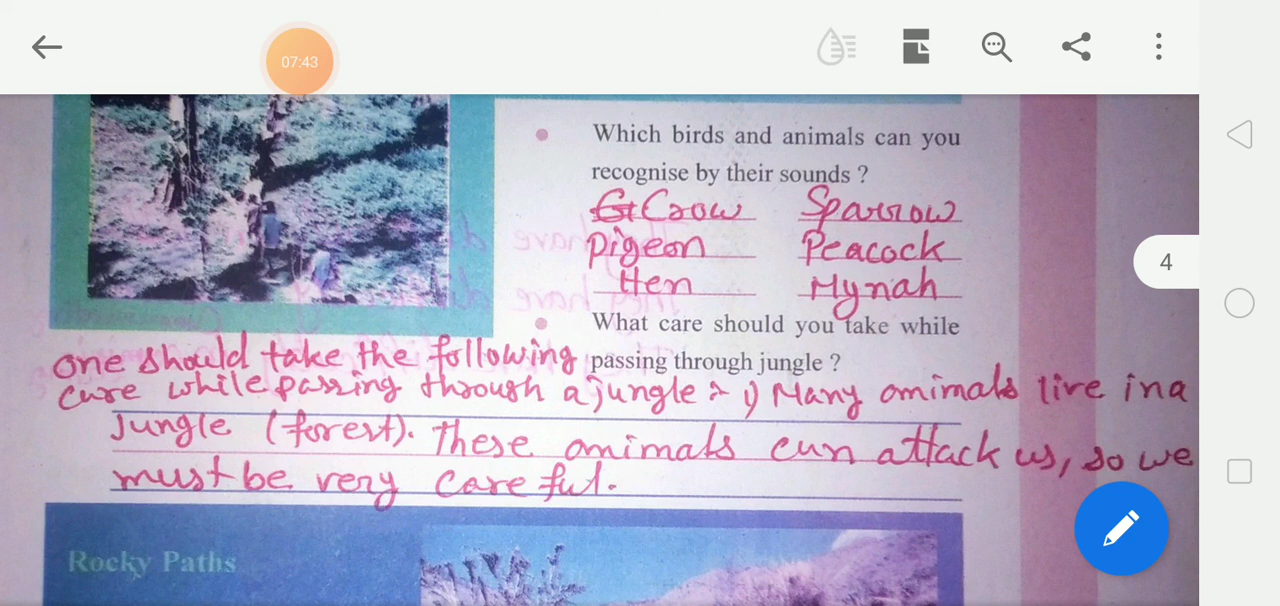 07:43
Which birds and animals can you
recognise by their sounds ?
Crow Sparrow
Pigeon Peacock
Hen Mynah
4
What care should you take while
passing through jungle ?
one should take the following
care while passing through a jungle :- 1) Many animals live in a
Jungle (forest). These animals can attack us, so we
must be very careful.
Rocky Paths